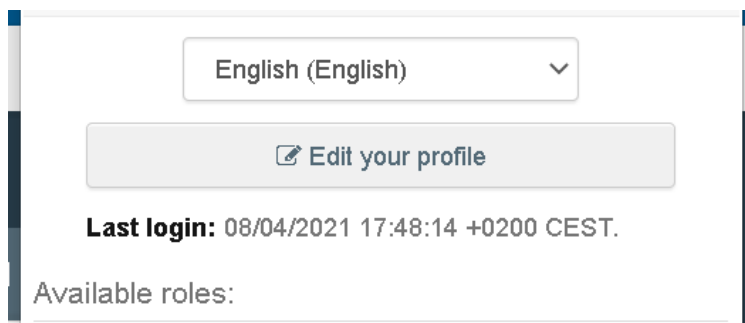 English (English)
Edit your profile
Last login: 08/04/2021 17:48:14 +0200 CEST.
Available roles: